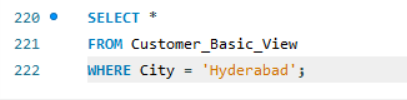 220 SELECT *
221 FROM Customer_Basic_View
222 WHERE City = 'Hyderabad';